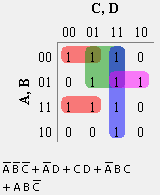 C, D
00 01 11 10
A, B
00 1 1 1 0
01 0 1 1 1
11 1 1 1 0
10 0 0 1 0
A̅B̅C̅ + A̅D + CD + A̅BC
+ ABC̅